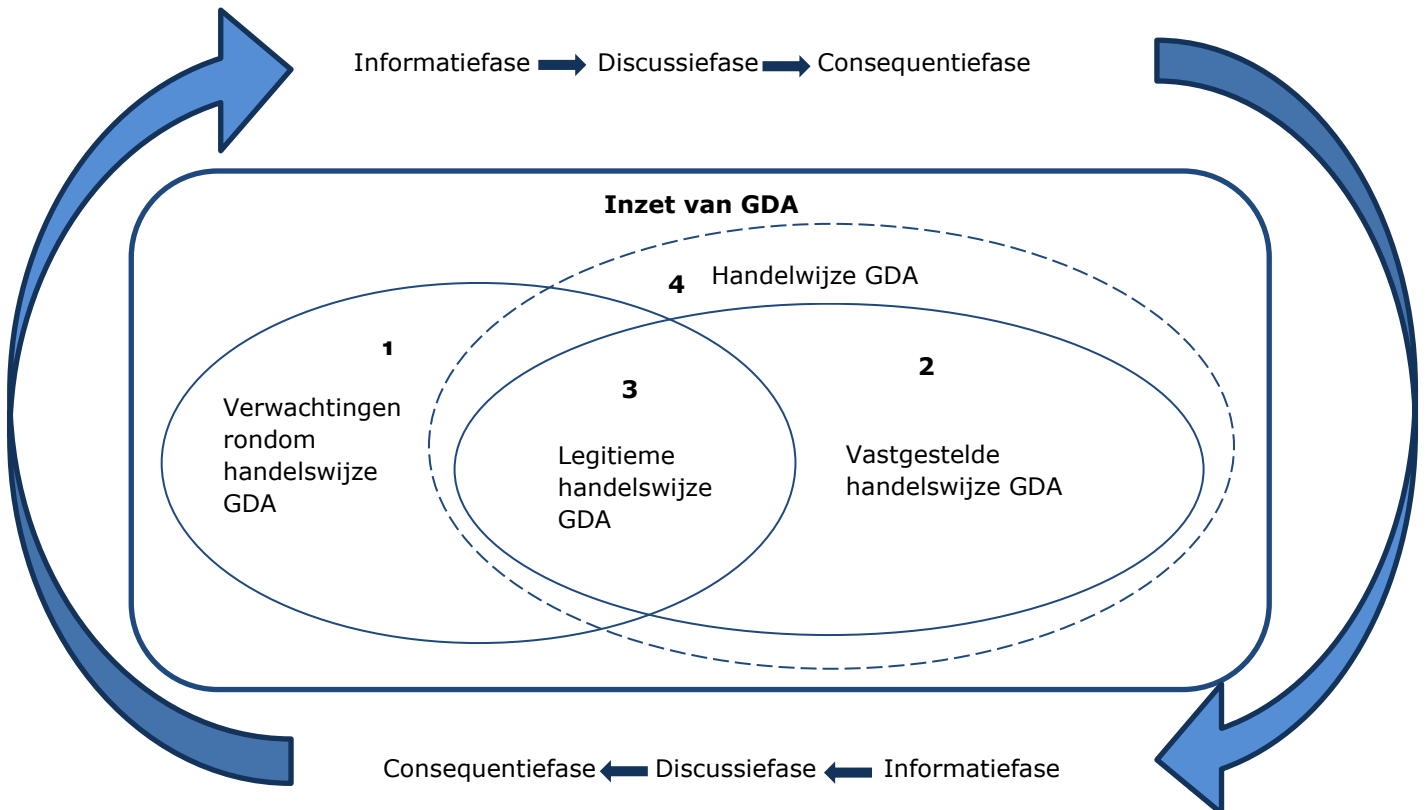 Informatiefase Discussiefase Consequentiefase
Inzet van GDA
4 Handelwijze GDA
1
2
3
Verwachtingen
rondom
handelswijze
GDA
Legitieme
handelswijze
GDA
Vastgestelde
handelswijze GDA
Consequentiefase Discussiefase Informatiefase